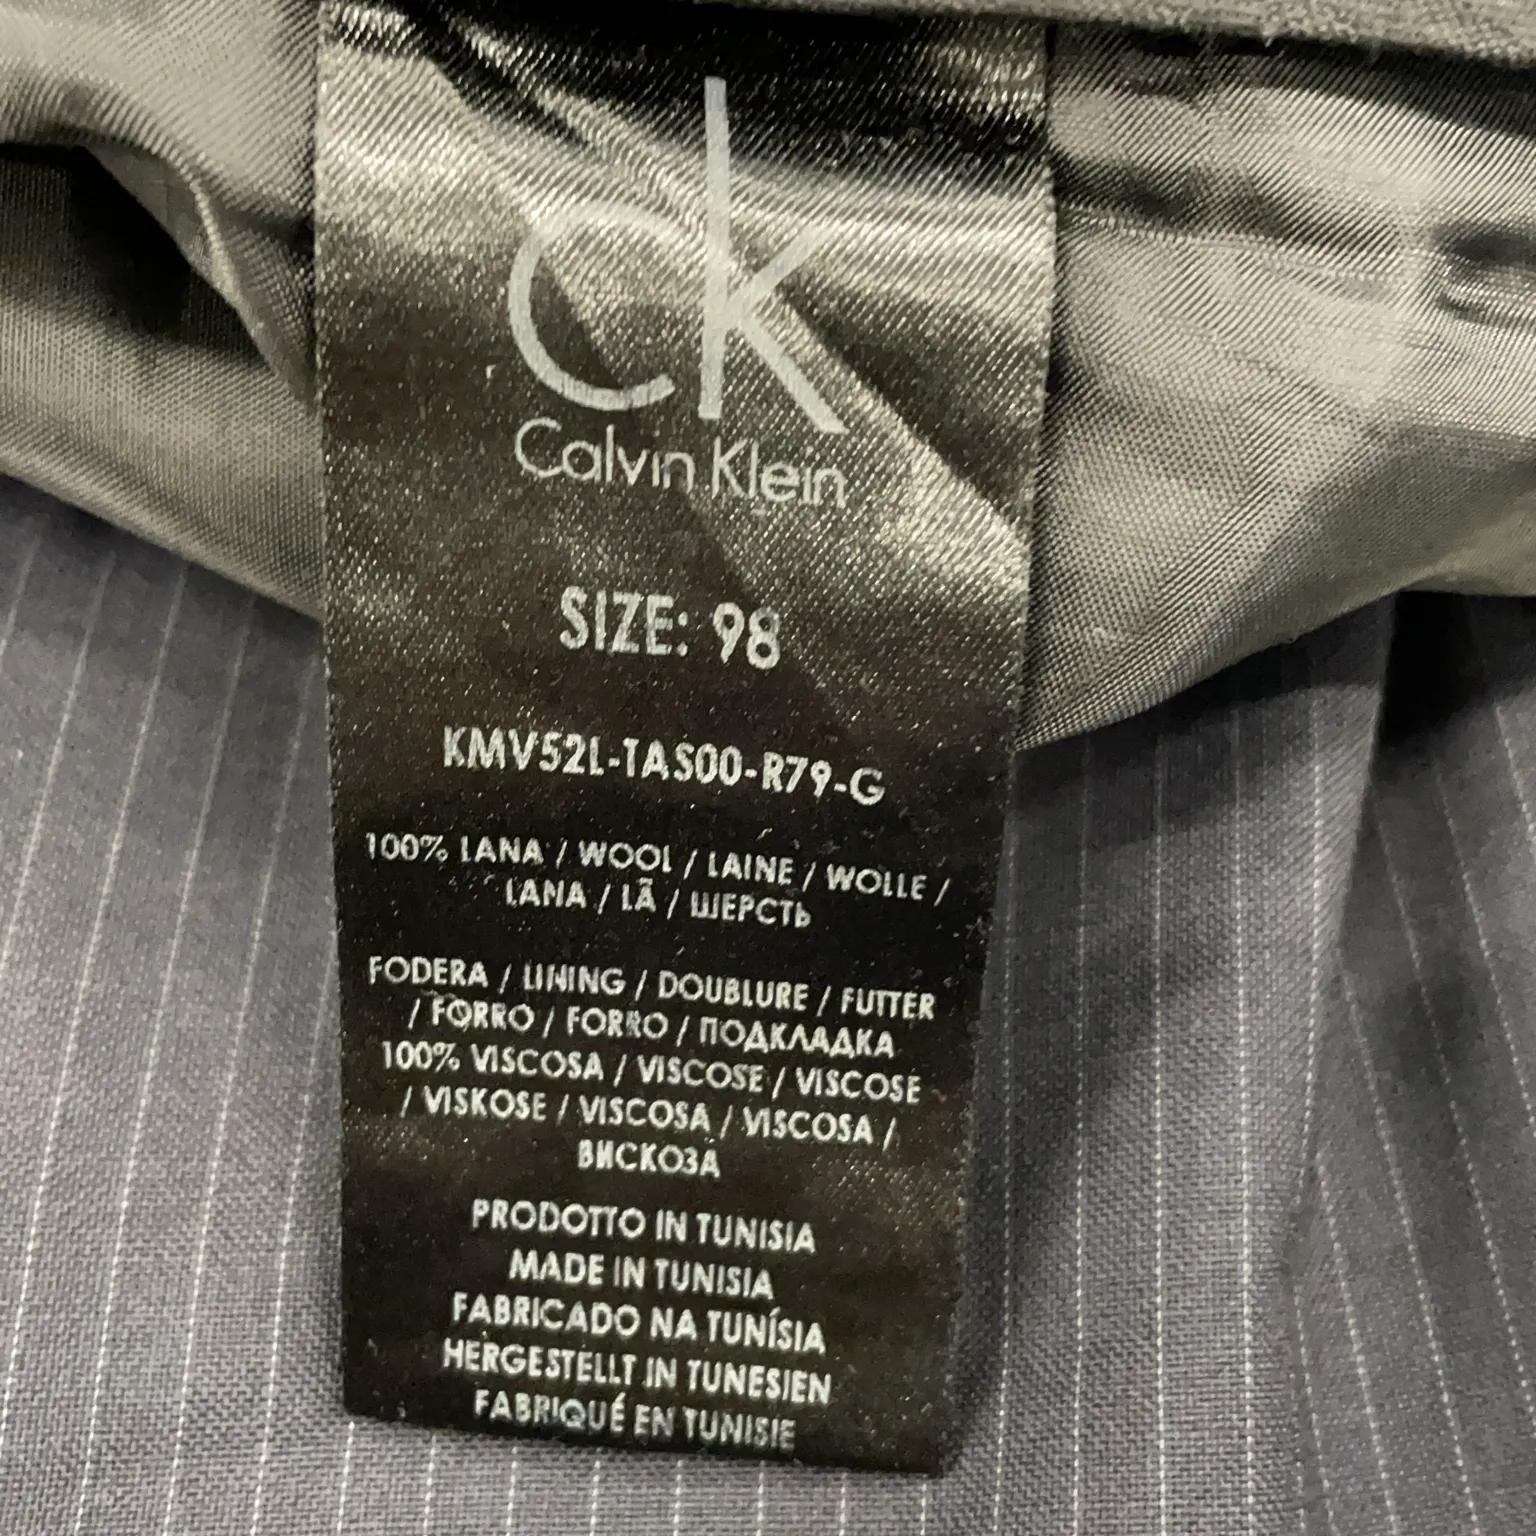 ck
Calvin Klein
SIZE: 98
KMV52L-TAS00-R79-G
100% LANA / WOOL / LAINE / WOLLE /
LANA / LÃ / ШЕРСТЬ
FODERA / LINING / DOUBLURE / FUTTER
/ FORRO / FORRO / ПОДКЛАДКА
100% VISCOSA / VISCOSE / VISCOSE
/ VISKOSE / VISCOSA / VISCOSA /
ВИСКОЗА
PRODOTTO IN TUNISIA
MADE IN TUNISIA
FABRICADO NA TUNÍSIA
HERGESTELLT IN TUNESIEN
FABRIQUÉ EN TUNISIE